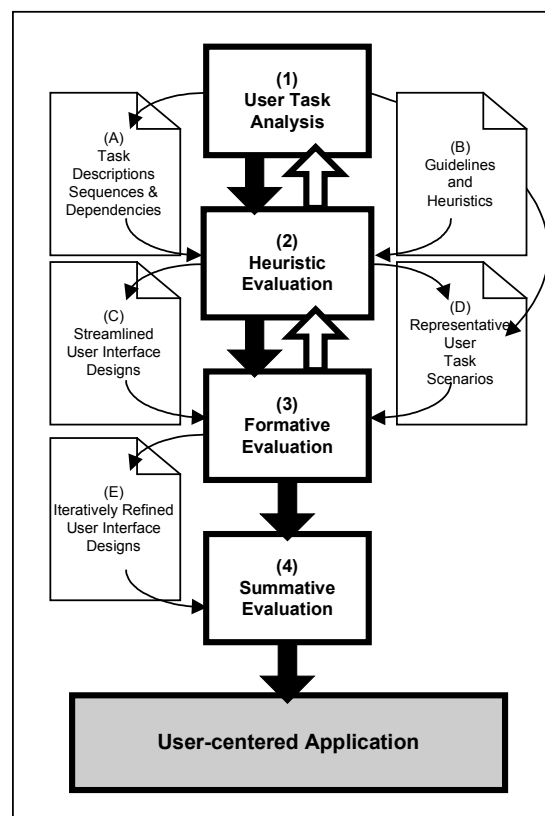 (1)
User Task
Analysis
(A)
Task
Descriptions
Sequences &
Dependencies
(B)
Guidelines
and
Heuristics
(2)
Heuristic
Evaluation
(C)
Streamlined
User Interface
Designs
(D)
Representative
User
Task
Scenarios
(3)
Formative
Evaluation
(E)
Iteratively Refined
User Interface
Designs
(4)
Summative
Evaluation
User-centered Application